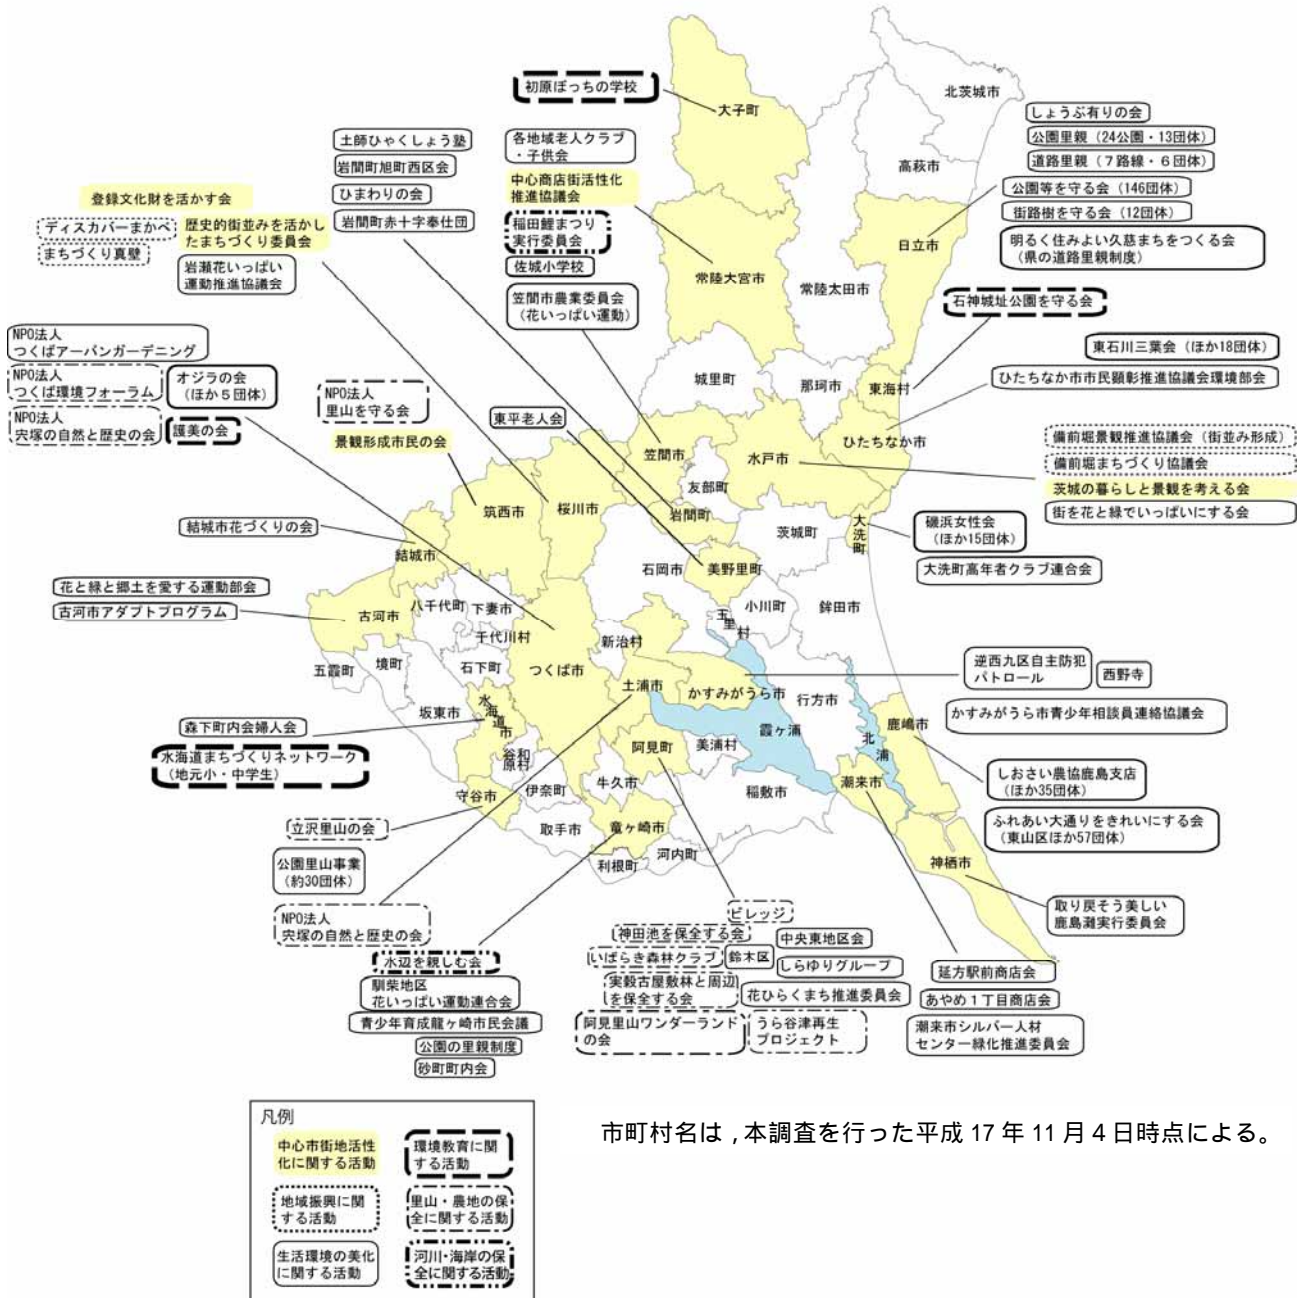 初原ぼっちの学校
土師ひゃくしょう塾
岩間町旭町西区会
ひまわりの会
岩間町赤十字奉仕団
各地域老人クラブ
・子供会
中心商店街活性化
推進協議会
稲田鯉まつり
実行委員会
佐城小学校
笠間市農業委員会
(花いっぱい運動)
登録文化財を活かす会
ディスカバーまかべ
まちづくり真壁
歴史的街並みを活かし
たまちづくり委員会
岩瀬花いっぱい
運動推進協議会
しょうぶ有りの会
公園里親(24公園・13団体)
道路里親(7路線・6団体)
公園等を守る会(146団体)
街路樹を守る会(12団体)
明るく住みよい久慈まちをつくる会
(県の道路里親制度)
石神城址公園を守る会
東石川三葉会(ほか18団体)
ひたちなか市市民顕彰推進協議会環境部会
NPO法人
つくばアーバンガーデニング
NPO法人
つくば環境フォーラム
NPO法人
宍塚の自然と歴史の会
オジラの会
(ほか5団体)
護美の会
NPO法人
里山を守る会
景観形成市民の会
東平老人会
備前堀景観推進協議会(街並み形成)
備前堀まちづくり協議会
茨城の暮らしと景観を考える会
街を花と緑でいっぱいにする会
磯浜女性会
(ほか15団体)
大洗町高年者クラブ連合会
結城市花づくりの会
花と緑と郷土を愛する運動部会
古河市アダプトプログラム
逆西九区自主防犯
パトロール
西野寺
かすみがうら市青少年相談員連絡協議会
森下町内会婦人会
水海道まちづくりネットワーク
(地元小・中学生)
しおさい農協鹿島支店
(ほか35団体)
ふれあい大通りをきれいにする会
(東山区ほか57団体)
立沢里山の会
公園里山事業
(約30団体)
NPO法人
宍塚の自然と歴史の会
取り戻そう美しい
鹿島灘実行委員会
水辺を親しむ会
馴柴地区
花いっぱい運動連合会
青少年育成龍ヶ崎市民会議
公園の里親制度
砂町町内会
ビレッジ
神田池を保全する会
中央東地区会
いばらき森林クラブ
鈴木区
しらゆりグループ
実穀古屋敷林と周辺
を保全する会
花ひらくまち推進委員会
阿見里山ワンダーランド
の会
うら谷津再生
プロジェクト
延方駅前商店会
あやめ1丁目商店会
潮来市シルバー人材
センター緑化推進委員会
大子町
北茨城市
高萩市
日立市
常陸大宮市
常陸太田市
城里町
那珂市
東海村
ひたちなか市
笠間市
水戸市
友部町
岩間町
茨城町
大洗町
筑西市
桜川市
結城市
石岡市
美野里町
小川町
玉里村
鉾田市
古河市
八千代町
下妻市
千代川村
新治村
五霞町
境町
石下町
つくば市
土浦市
かすみがうら市
行方市
坂東市
水海道市
谷和原村
霞ヶ浦
北浦
鹿嶋市
阿見町
美浦村
潮来市
守谷市
伊奈町
牛久市
稲敷市
取手市
竜ヶ崎市
利根町
河内町
神栖市
市町村名は,本調査を行った平成17年11月4日時点による。
凡例
中心市街地活性
化に関する活動
環境教育に関
する活動
地域振興に関
する活動
里山・農地の保
全に関する活動
生活環境の美化
に関する活動
河川・海岸の保
全に関する活動